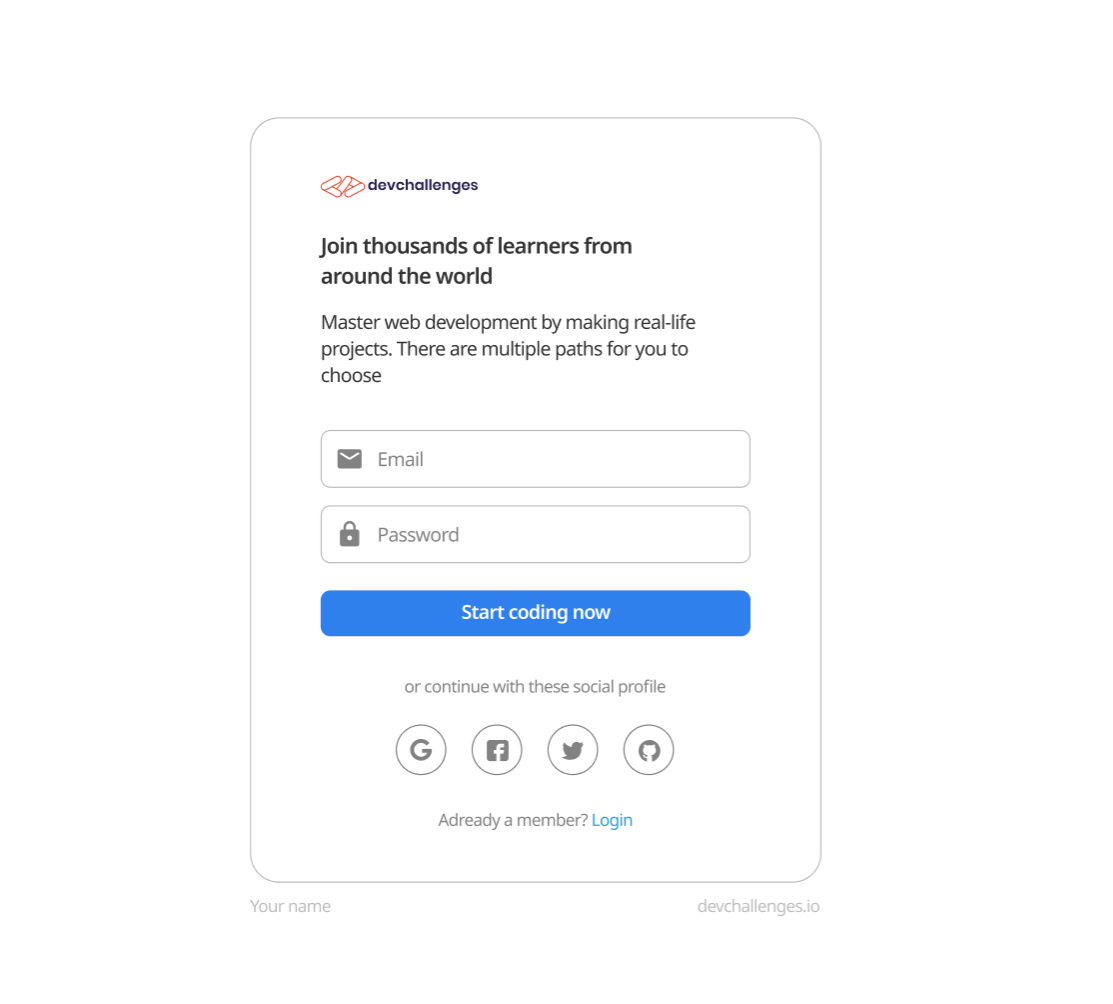 devchallenges
Join thousands of learners from
around the world
Master web development by making real-life
projects. There are multiple paths for you to
choose
Email
Password
Start coding now
or continue with these social profile
Adready a member? Login
Your name
devchallenges.io